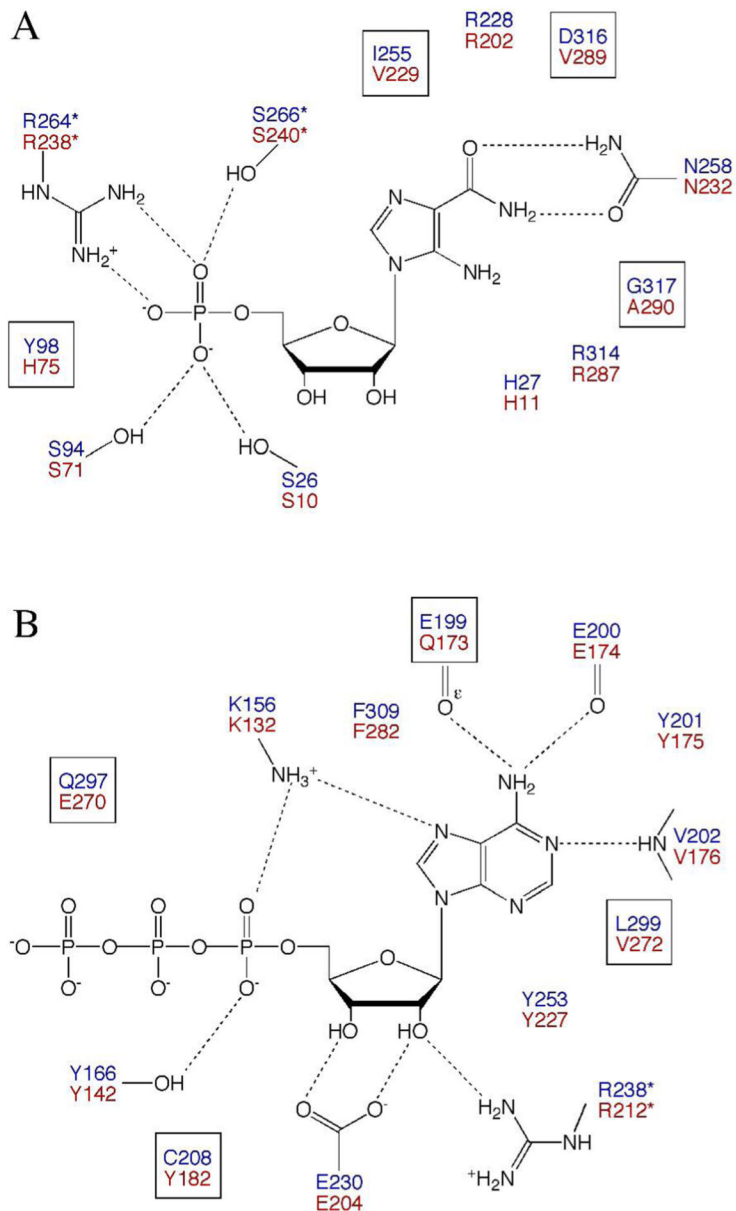 A
R228
R202
D316
V289
I255
V229
R264*
R238*
S266*
S240*
HO
O
H2N
N258
N232
HN
NH2
N
NH2
O
NH2+
O
N
NH2
-O
P
O
O
G317
A290
Y98
H75
O-
R314
R287
H27
H11
OH
OH
S94
S71
OH
HO
S26
S10
B
E199
Q173
E200
E174
O
ε
O
K156
K132
F309
F282
Y201
Y175
Q297
E270
NH3+
NH2
N
N
HN
V202
V176
O
O
O
N
N
L299
V272
-O
P
O
P
O
P
O
O
O-
O-
O-
Y253
Y227
HO
HO
Y166
Y142
OH
O
O-
H2N
R238*
R212*
NH
C208
Y182
E230
E204
+H2N